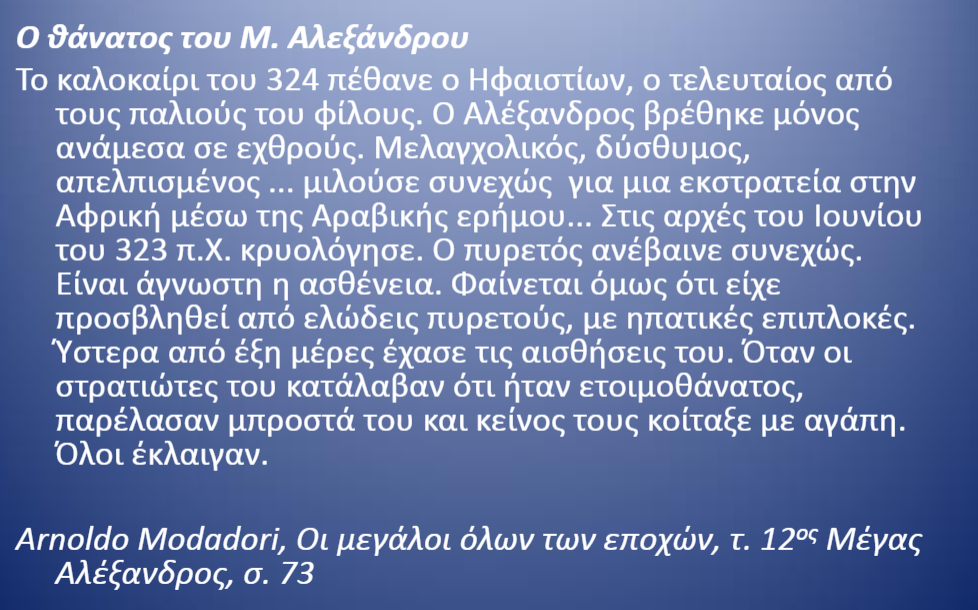 Ο θάνατος του Μ. Αλεξάνδρου
Το καλοκαίρι του 324 πέθανε ο Ηφαιστίων, ο τελευταίος από
τους παλιούς του φίλους. Ο Αλέξανδρος βρέθηκε μόνος
ανάμεσα σε εχθρούς. Μελαγχολικός, δύσθυμος,
απελπισμένος ... μιλούσε συνεχώς  για μια εκστρατεία στην
Αφρική μέσω της Αραβικής ερήμου... Στις αρχές του Ιουνίου
του 323 π.Χ. κρυολόγησε. Ο πυρετός ανέβαινε συνεχώς.
Είναι άγνωστη η ασθένεια. Φαίνεται όμως ότι είχε
προσβληθεί από ελώδεις πυρετούς, με ηπατικές επιπλοκές.
Ύστερα από έξη μέρες έχασε τις αισθήσεις του. Όταν οι
στρατιώτες του κατάλαβαν ότι ήταν ετοιμοθάνατος,
παρέλασαν μπροστά του και κείνος τους κοίταξε με αγάπη.
Όλοι έκλαιγαν.
Arnoldo Modadori, Οι μεγάλοι όλων των εποχών, τ. 12ος Μέγας
Αλέξανδρος, σ. 73